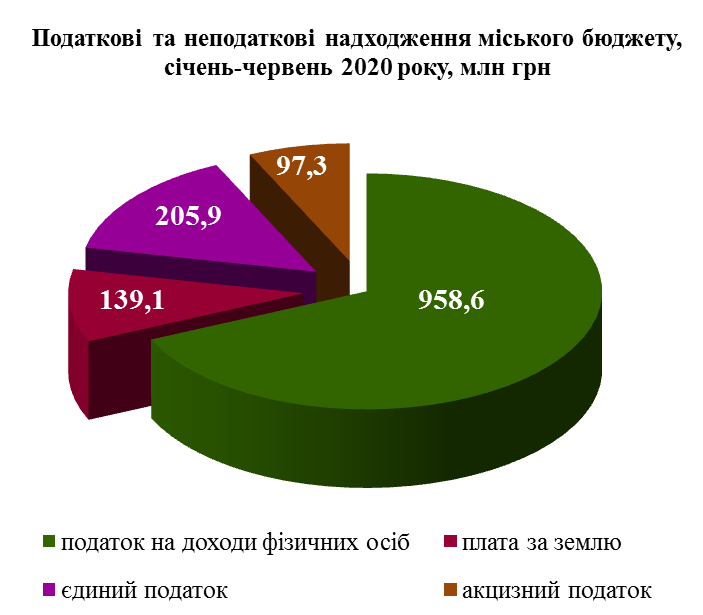 Податкові та неподаткові надходження міського бюджету,
січень-червень 2020 року, млн грн
97,3
205,9
139,1
958,6
податок на доходи фізичних осіб
плата за землю
єдиний податок
акцизний податок